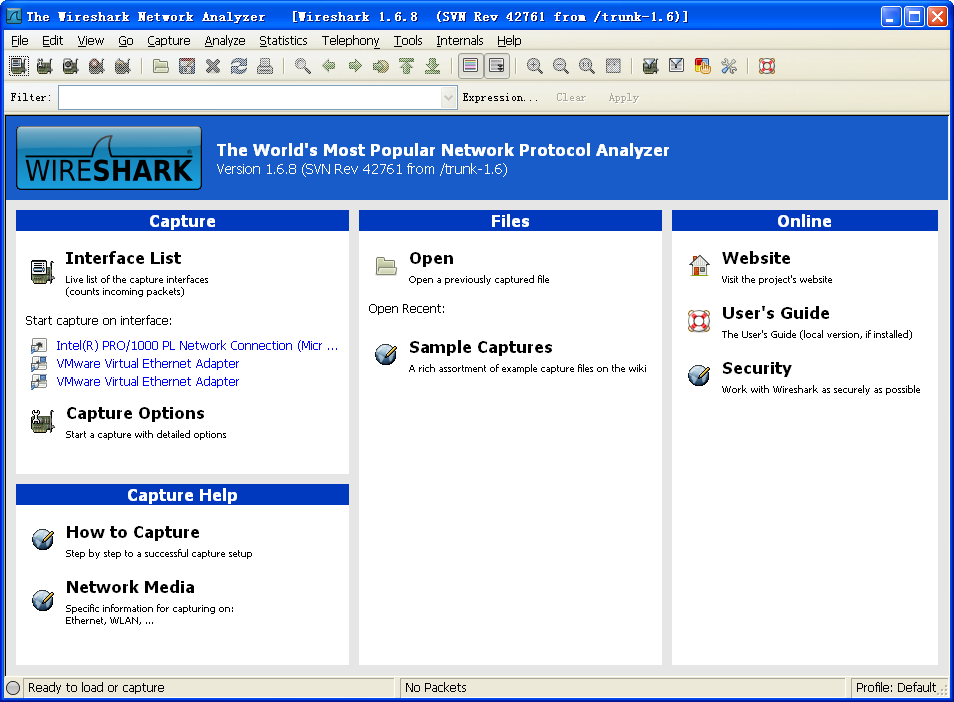 The Wireshark Network Analyzer [Wireshark 1.6.8 (SVN Rev 42761 from /trunk-1.6)]
File Edit View Go Capture Analyze Statistics Telephony Tools Internals Help
Filter: Expression... Clear Apply
WIRESHARK
The World's Most Popular Network Protocol Analyzer
Version 1.6.8 (SVN Rev 42761 from /trunk-1.6)
Capture
Interface List
Live list of the capture interfaces
(counts incoming packets)
Start capture on interface:
Intel(R) PRO/1000 PL Network Connection (Micr ...
VMware Virtual Ethernet Adapter
VMware Virtual Ethernet Adapter
Capture Options
Start a capture with detailed options
Capture Help
How to Capture
Step by step to a successful capture setup
Network Media
Specific information for capturing on:
Ethernet, WLAN, ...
Files
Open
Open a previously captured file
Open Recent:
Sample Captures
A rich assortment of example capture files on the wiki
Online
Website
Visit the project's website
User's Guide
The User's Guide (local version, if installed)
Security
Work with Wireshark as securely as possible
Ready to load or capture
No Packets
Profile: Default